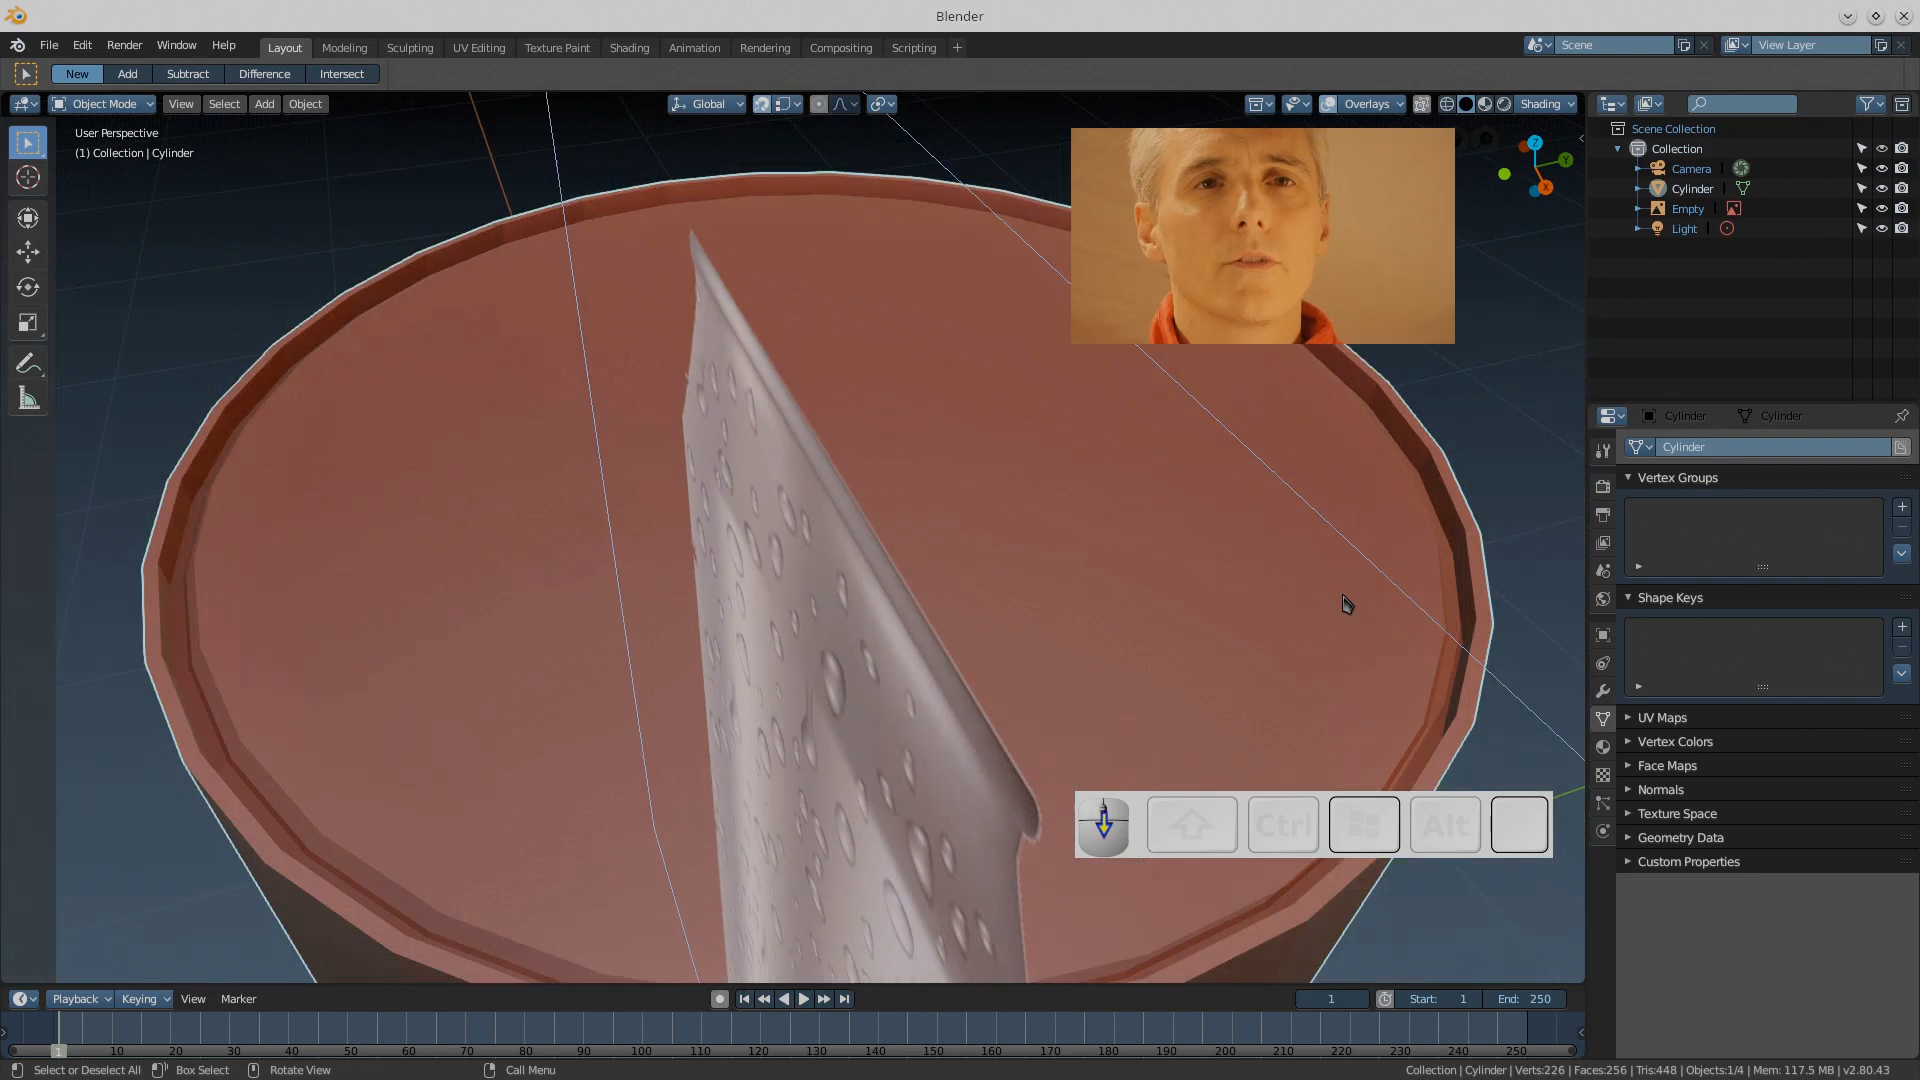 Blender
File Edit Render Window Help Layout Modeling Sculpting UV Editing Texture Paint Shading Animation Rendering Compositing Scripting + Scene View Layer
New Add Subtract Difference Intersect
Object Mode View Select Add Object Global Overlays Shading
User Perspective
(1) Collection | Cylinder
Z
Y
X
Scene Collection
Collection
Camera
Cylinder
Empty
Light
Cylinder Cylinder
Cylinder
Vertex Groups
Shape Keys
UV Maps
Vertex Colors
Face Maps
Normals
Texture Space
Geometry Data
Custom Properties
Ctrl Alt
Playback Keying View Marker 1 Start: 1 End: 250
1 10 20 30 40 50 60 70 80 90 100 110 120 130 140 150 160 170 180 190 200 210 220 230 240 250
Select or Deselect All Box Select Rotate View Call Menu Collection | Cylinder | Verts:226 | Faces:256 | Tris:448 | Objects:1/4 | Mem: 117.5 MB | v2.80.43